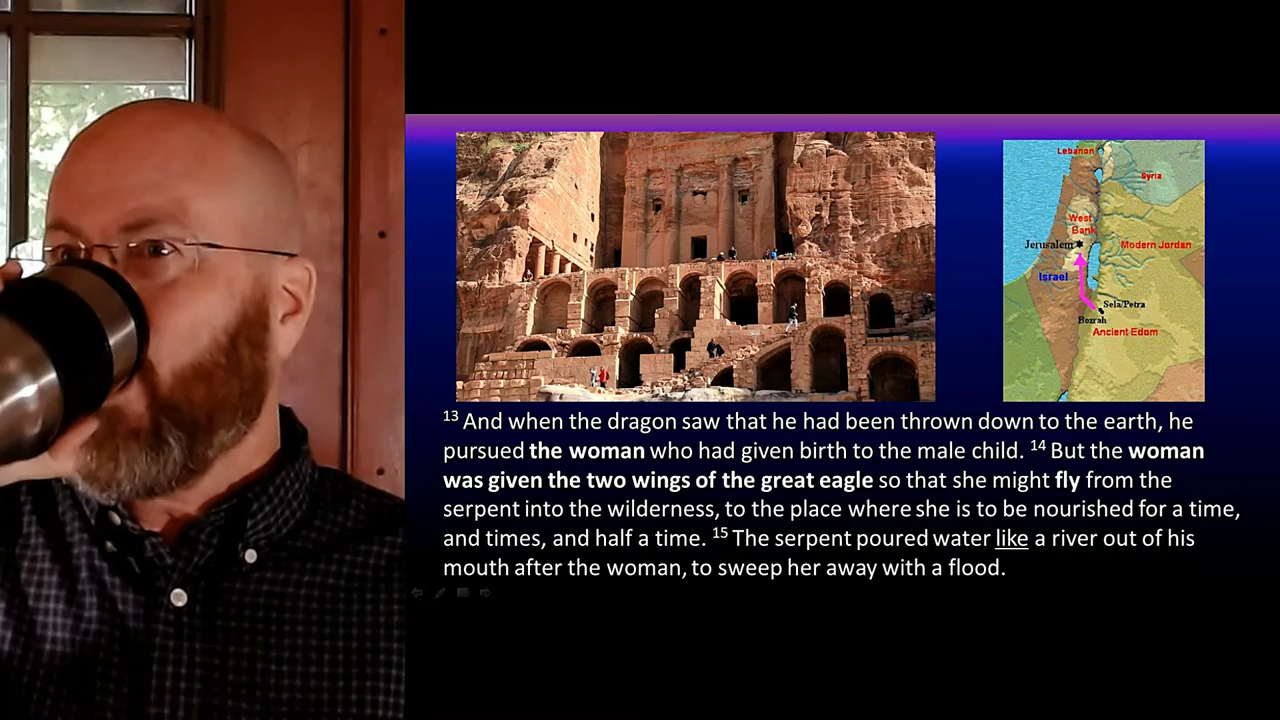 Lebanon
Syria
West
Bank
Jerusalem
Modern Jordan
Israel
Sela/Petra
Bozrah
Ancient Edom
13 And when the dragon saw that he had been thrown down to the earth, he
pursued the woman who had given birth to the male child. 14 But the woman
was given the two wings of the great eagle so that she might fly from the
serpent into the wilderness, to the place where she is to be nourished for a time,
and times, and half a time. 15 The serpent poured water like a river out of his
mouth after the woman, to sweep her away with a flood.